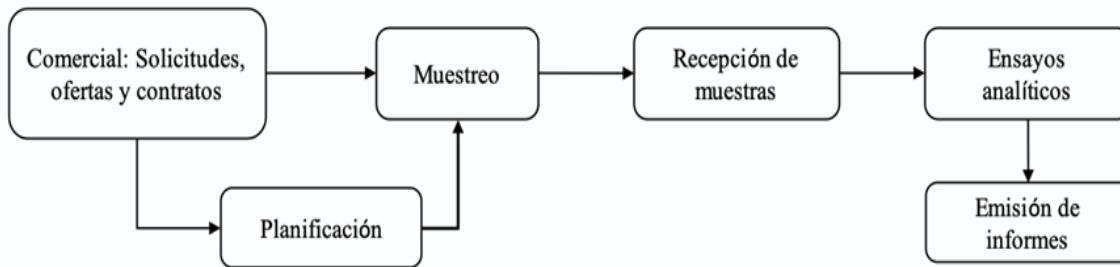 Comercial: Solicitudes,
ofertas y contratos
Muestreo
Recepción de
muestras
Ensayos
analíticos
Planificación
Emisión de
informes